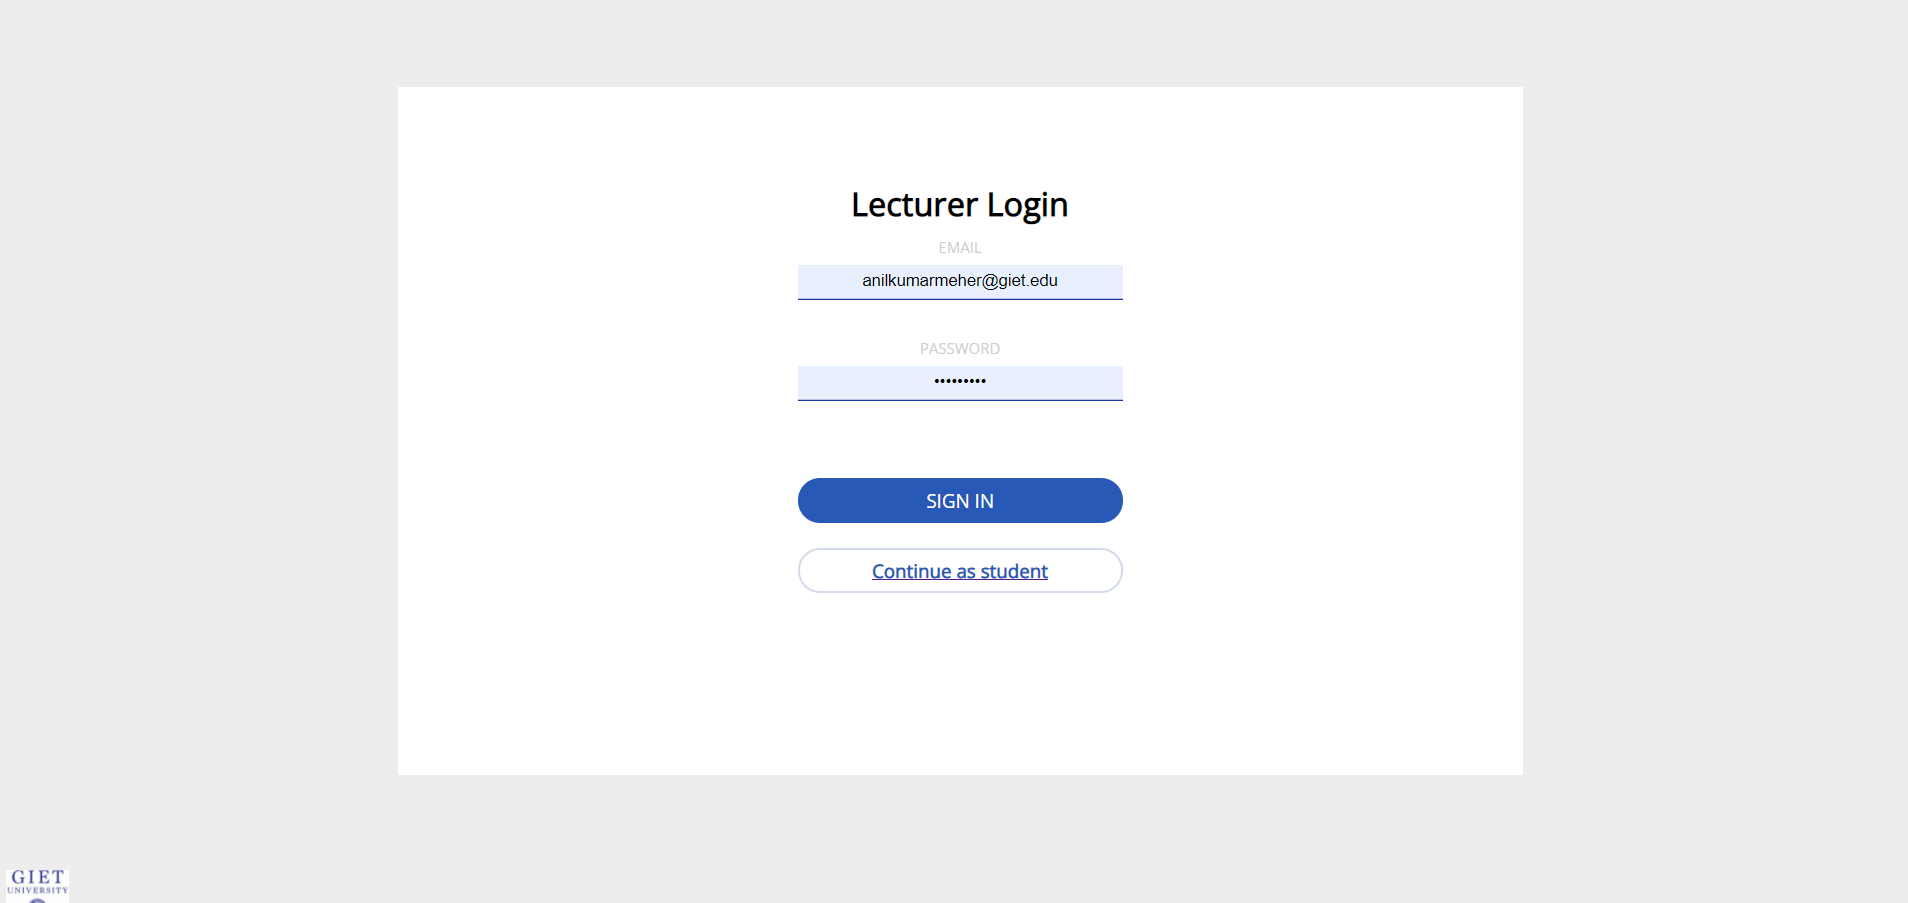 Lecturer Login
EMAIL
anilkumarmeher@giet.edu
PASSWORD
•••••••••
SIGN IN
Continue as student
GIET
UNIVERSITY